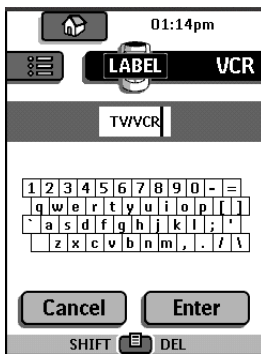 01:14pm
LABEL VCR
TV/VCR
1 2 3 4 5 6 7 8 9 0 - =
q w e r t y u i o p [ ]
` a s d f g h j k l ; '
z x c v b n m , . / \
Cancel Enter
SHIFT DEL